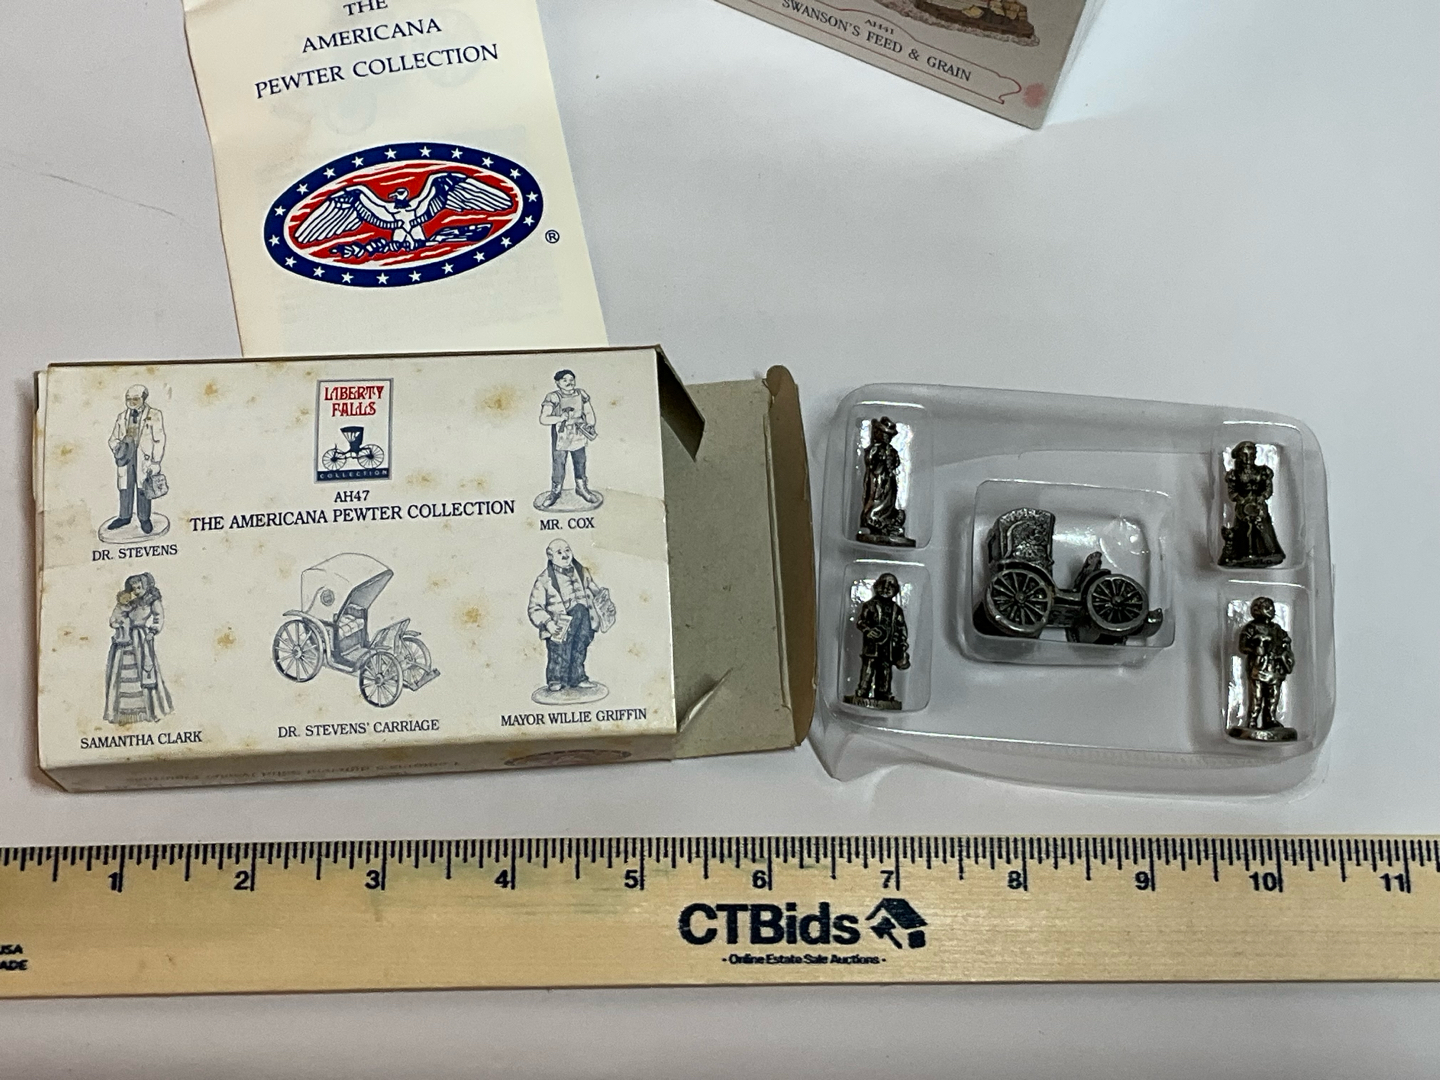 THE
AMERICANA
PEWTER COLLECTION
®
AH41
SWANSON'S FEED & GRAIN
LIBERTY
FALLS
COLLECTION
AH47
THE AMERICANA PEWTER COLLECTION
DR. STEVENS
MR. COX
SAMANTHA CLARK
DR. STEVENS' CARRIAGE
MAYOR WILLIE GRIFFIN
1 2 3 4 5 6 7 8 9 10 11
USA
CTBids
- Online Estate Sale Auctions -